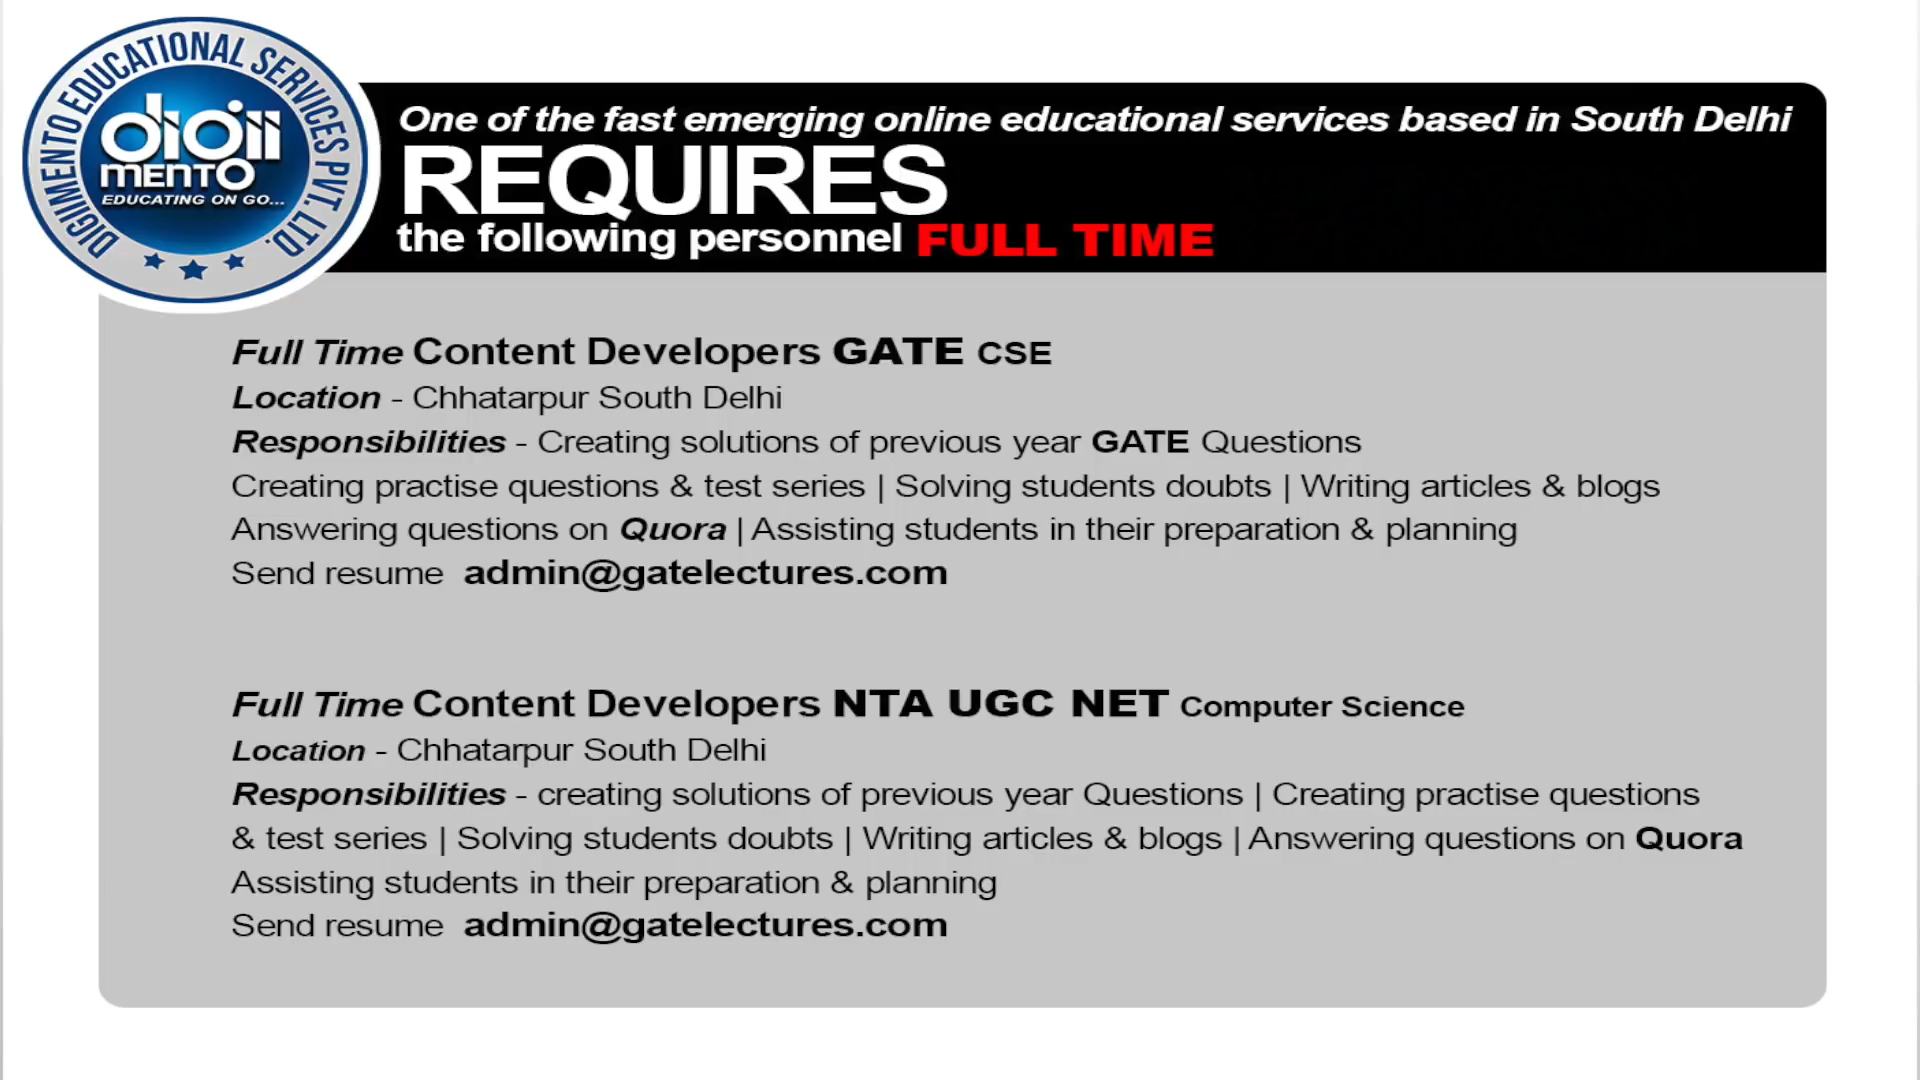 DIGIMENTO EDUCATIONAL SERVICES PVT. LTD.
digii
mento
EDUCATING ON GO...
One of the fast emerging online educational services based in South Delhi
REQUIRES
the following personnel FULL TIME
Full Time Content Developers GATE CSE
Location - Chhatarpur South Delhi
Responsibilities - Creating solutions of previous year GATE Questions
Creating practise questions & test series | Solving students doubts | Writing articles & blogs
Answering questions on Quora | Assisting students in their preparation & planning
Send resume admin@gatelectures.com
Full Time Content Developers NTA UGC NET Computer Science
Location - Chhatarpur South Delhi
Responsibilities - creating solutions of previous year Questions | Creating practise questions
& test series | Solving students doubts | Writing articles & blogs | Answering questions on Quora
Assisting students in their preparation & planning
Send resume admin@gatelectures.com